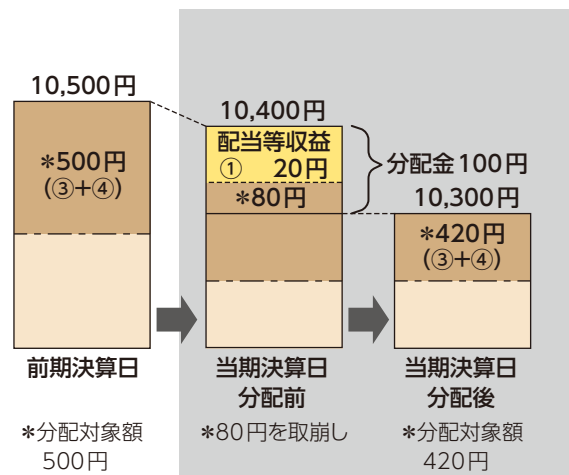 10,500円
＊500円
(③+④)
前期決算日
＊分配対象額
500円
10,400円
配当等収益
① 20円
＊80円
分配金 100円
当期決算日
分配前
＊80円を取崩し
10,300円
＊420円
(③+④)
当期決算日
分配後
＊分配対象額
420円